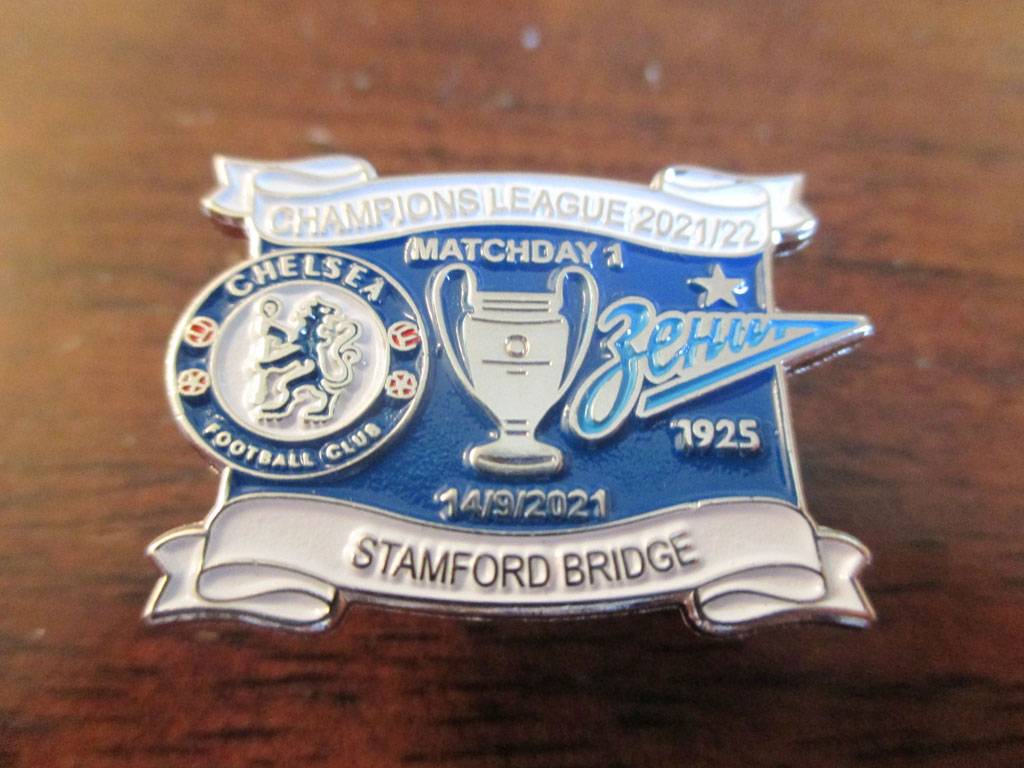 CHAMPIONS LEAGUE 2021/22
MATCHDAY 1
CHELSEA
FOOTBALL CLUB
Зенит
1925
14/9/2021
STAMFORD BRIDGE